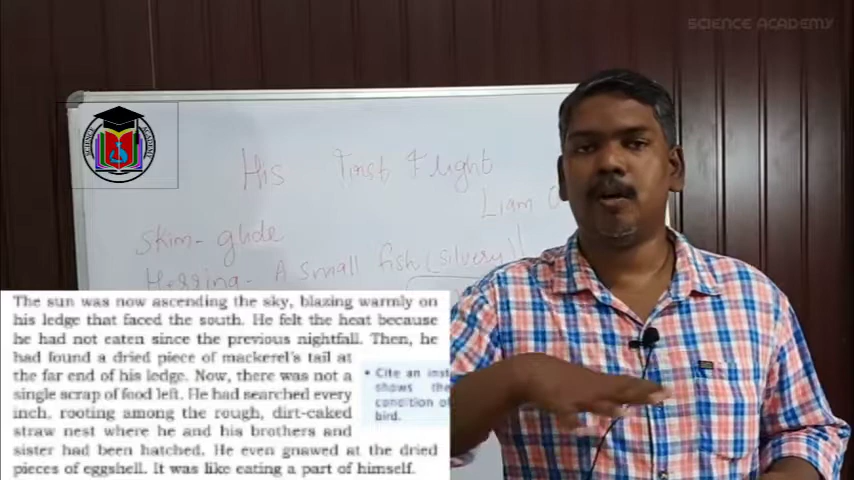 SCIENCE ACADEMY
SCIENCE ACADEMY
His First Flight
Liam O
Skim - glide
Herring - A small fish (silvery)
The sun was now ascending the sky, blazing warmly on
his ledge that faced the south. He felt the heat because
he had not eaten since the previous nightfall. Then, he
had found a dried piece of mackerel's tail at
the far end of his ledge. Now, there was not a
single scrap of food left. He had searched every
inch, rooting among the rough, dirt-caked
straw nest where he and his brothers and
sister had been hatched. He even gnawed at the dried
pieces of eggshell. It was like eating a part of himself.
• Cite an inst
shows the
condition of
bird.